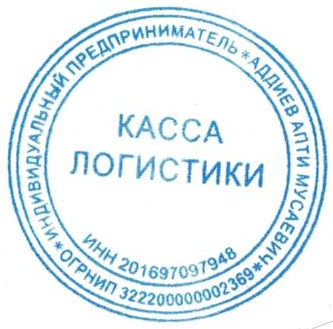 *ИНДИВИДУАЛЬНЫЙ ПРЕДПРИНИМАТЕЛЬ*АДДИЕВ АПТИ МУСАЕВИЧ*
ОГРНИП 322200000002369
КАССА
ЛОГИСТИКИ
ИНН 201697097948